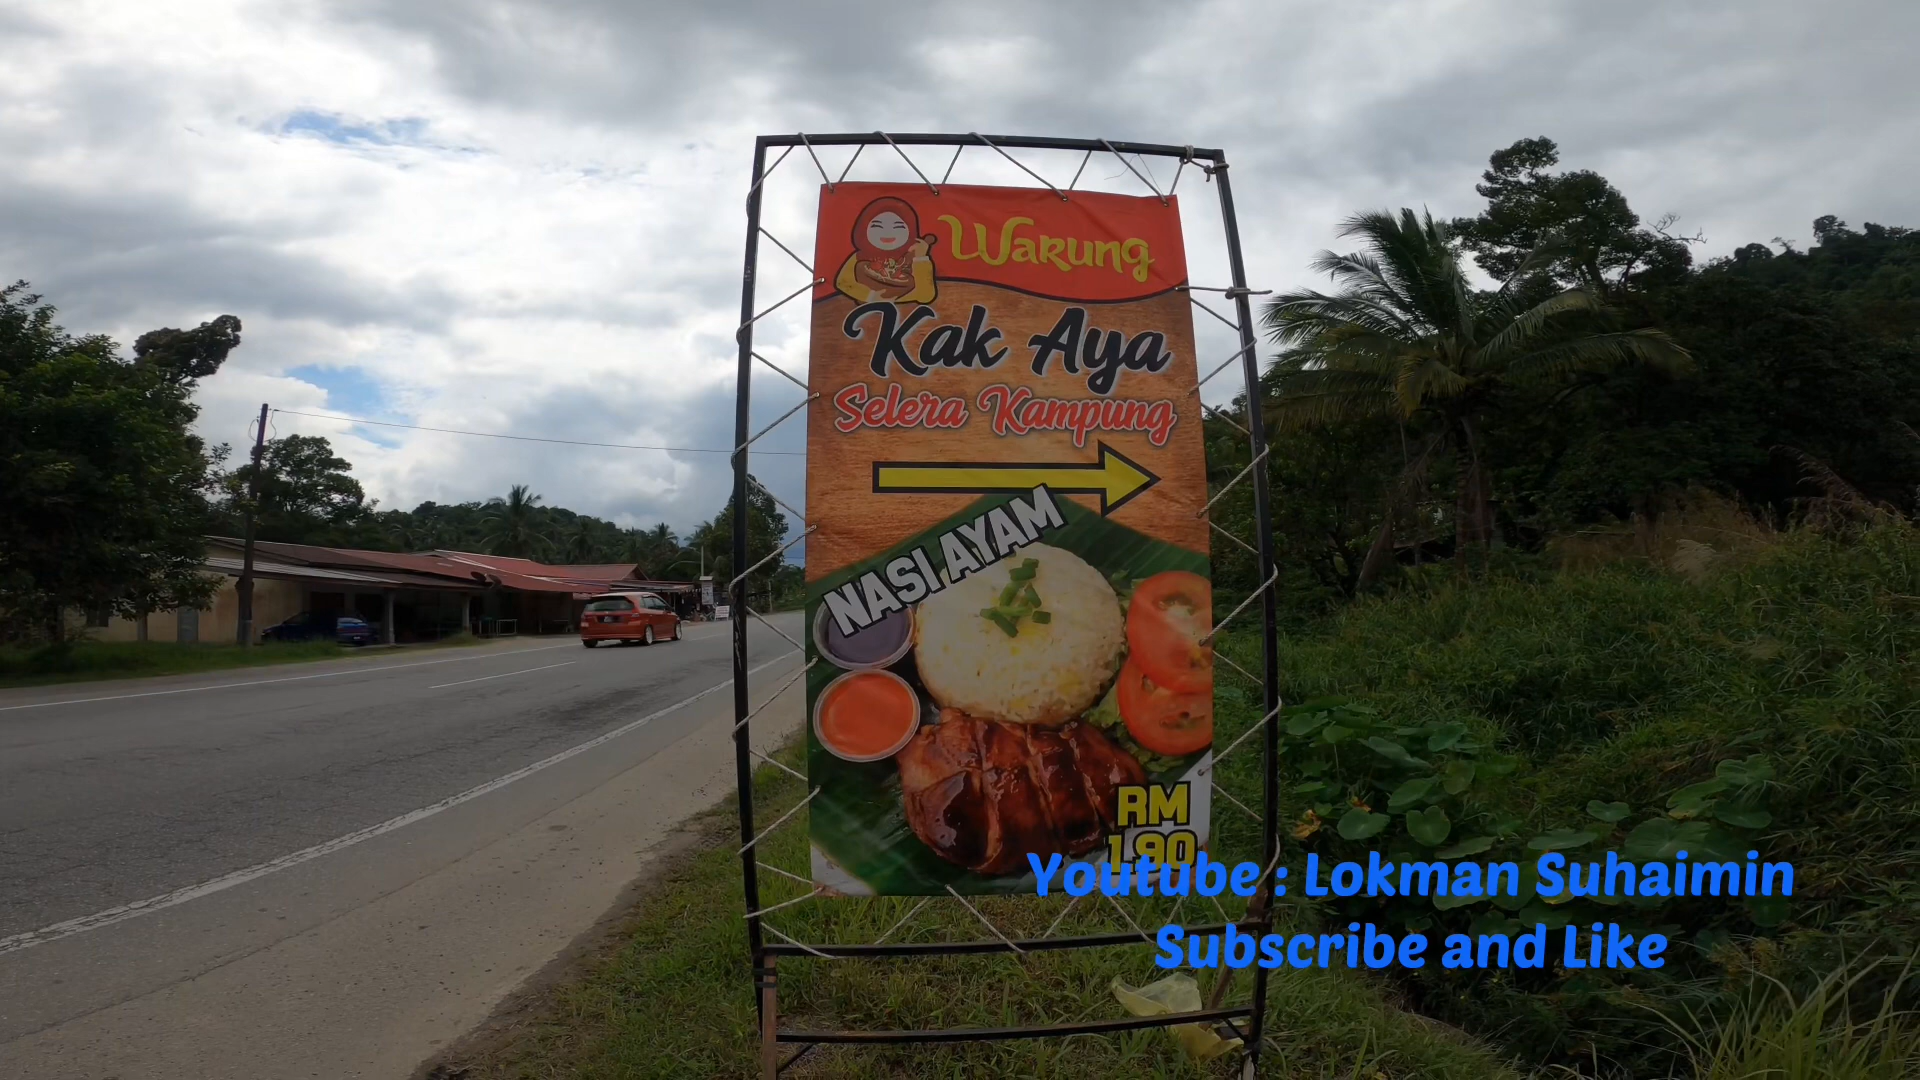 Warung
Kak Aya
Selera Kampung
NASI AYAM
RM
1.90
Youtube : Lokman Suhaimin
Subscribe and Like